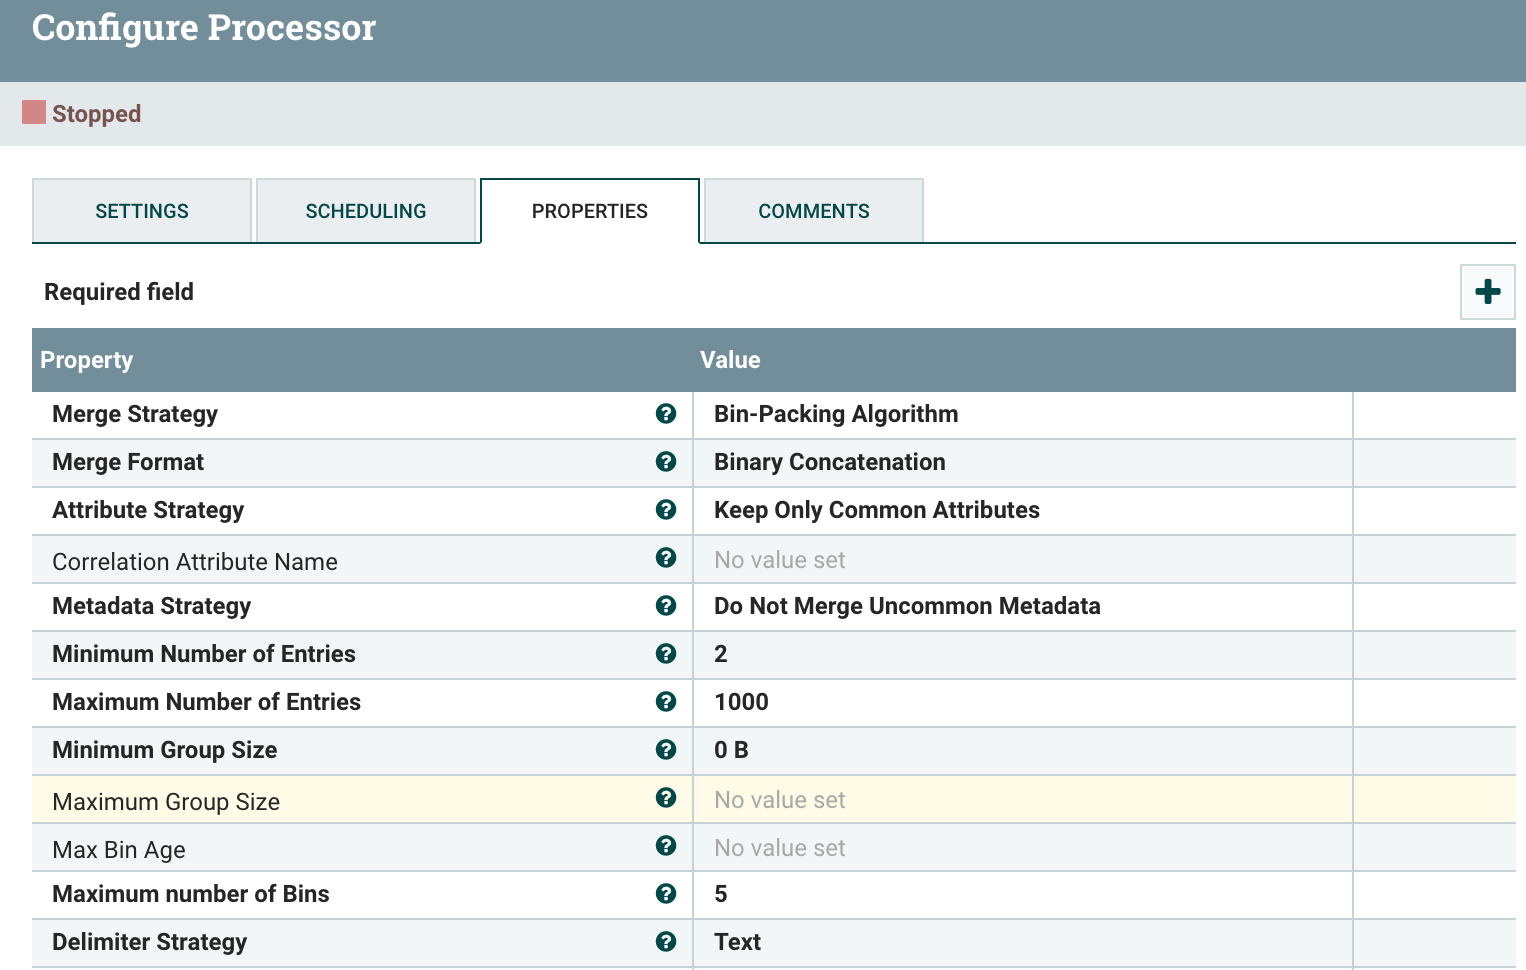 Configure Processor
Stopped
SETTINGS SCHEDULING PROPERTIES COMMENTS
Required field
Property Value
Merge Strategy Bin-Packing Algorithm
Merge Format Binary Concatenation
Attribute Strategy Keep Only Common Attributes
Correlation Attribute Name No value set
Metadata Strategy Do Not Merge Uncommon Metadata
Minimum Number of Entries 2
Maximum Number of Entries 1000
Minimum Group Size 0 B
Maximum Group Size No value set
Max Bin Age No value set
Maximum number of Bins 5
Delimiter Strategy Text